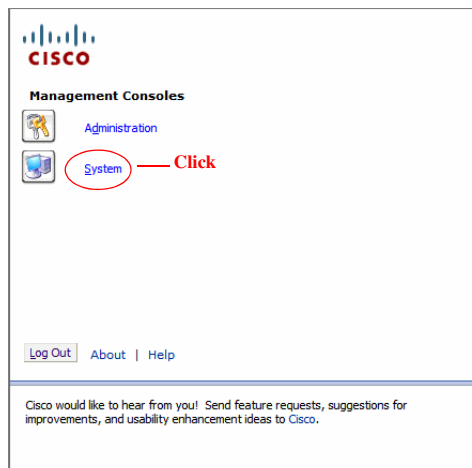 CISCO
Management Consoles
Administration
System
Click
Log Out About | Help
Cisco would like to hear from you! Send feature requests, suggestions for
improvements, and usability enhancement ideas to Cisco.